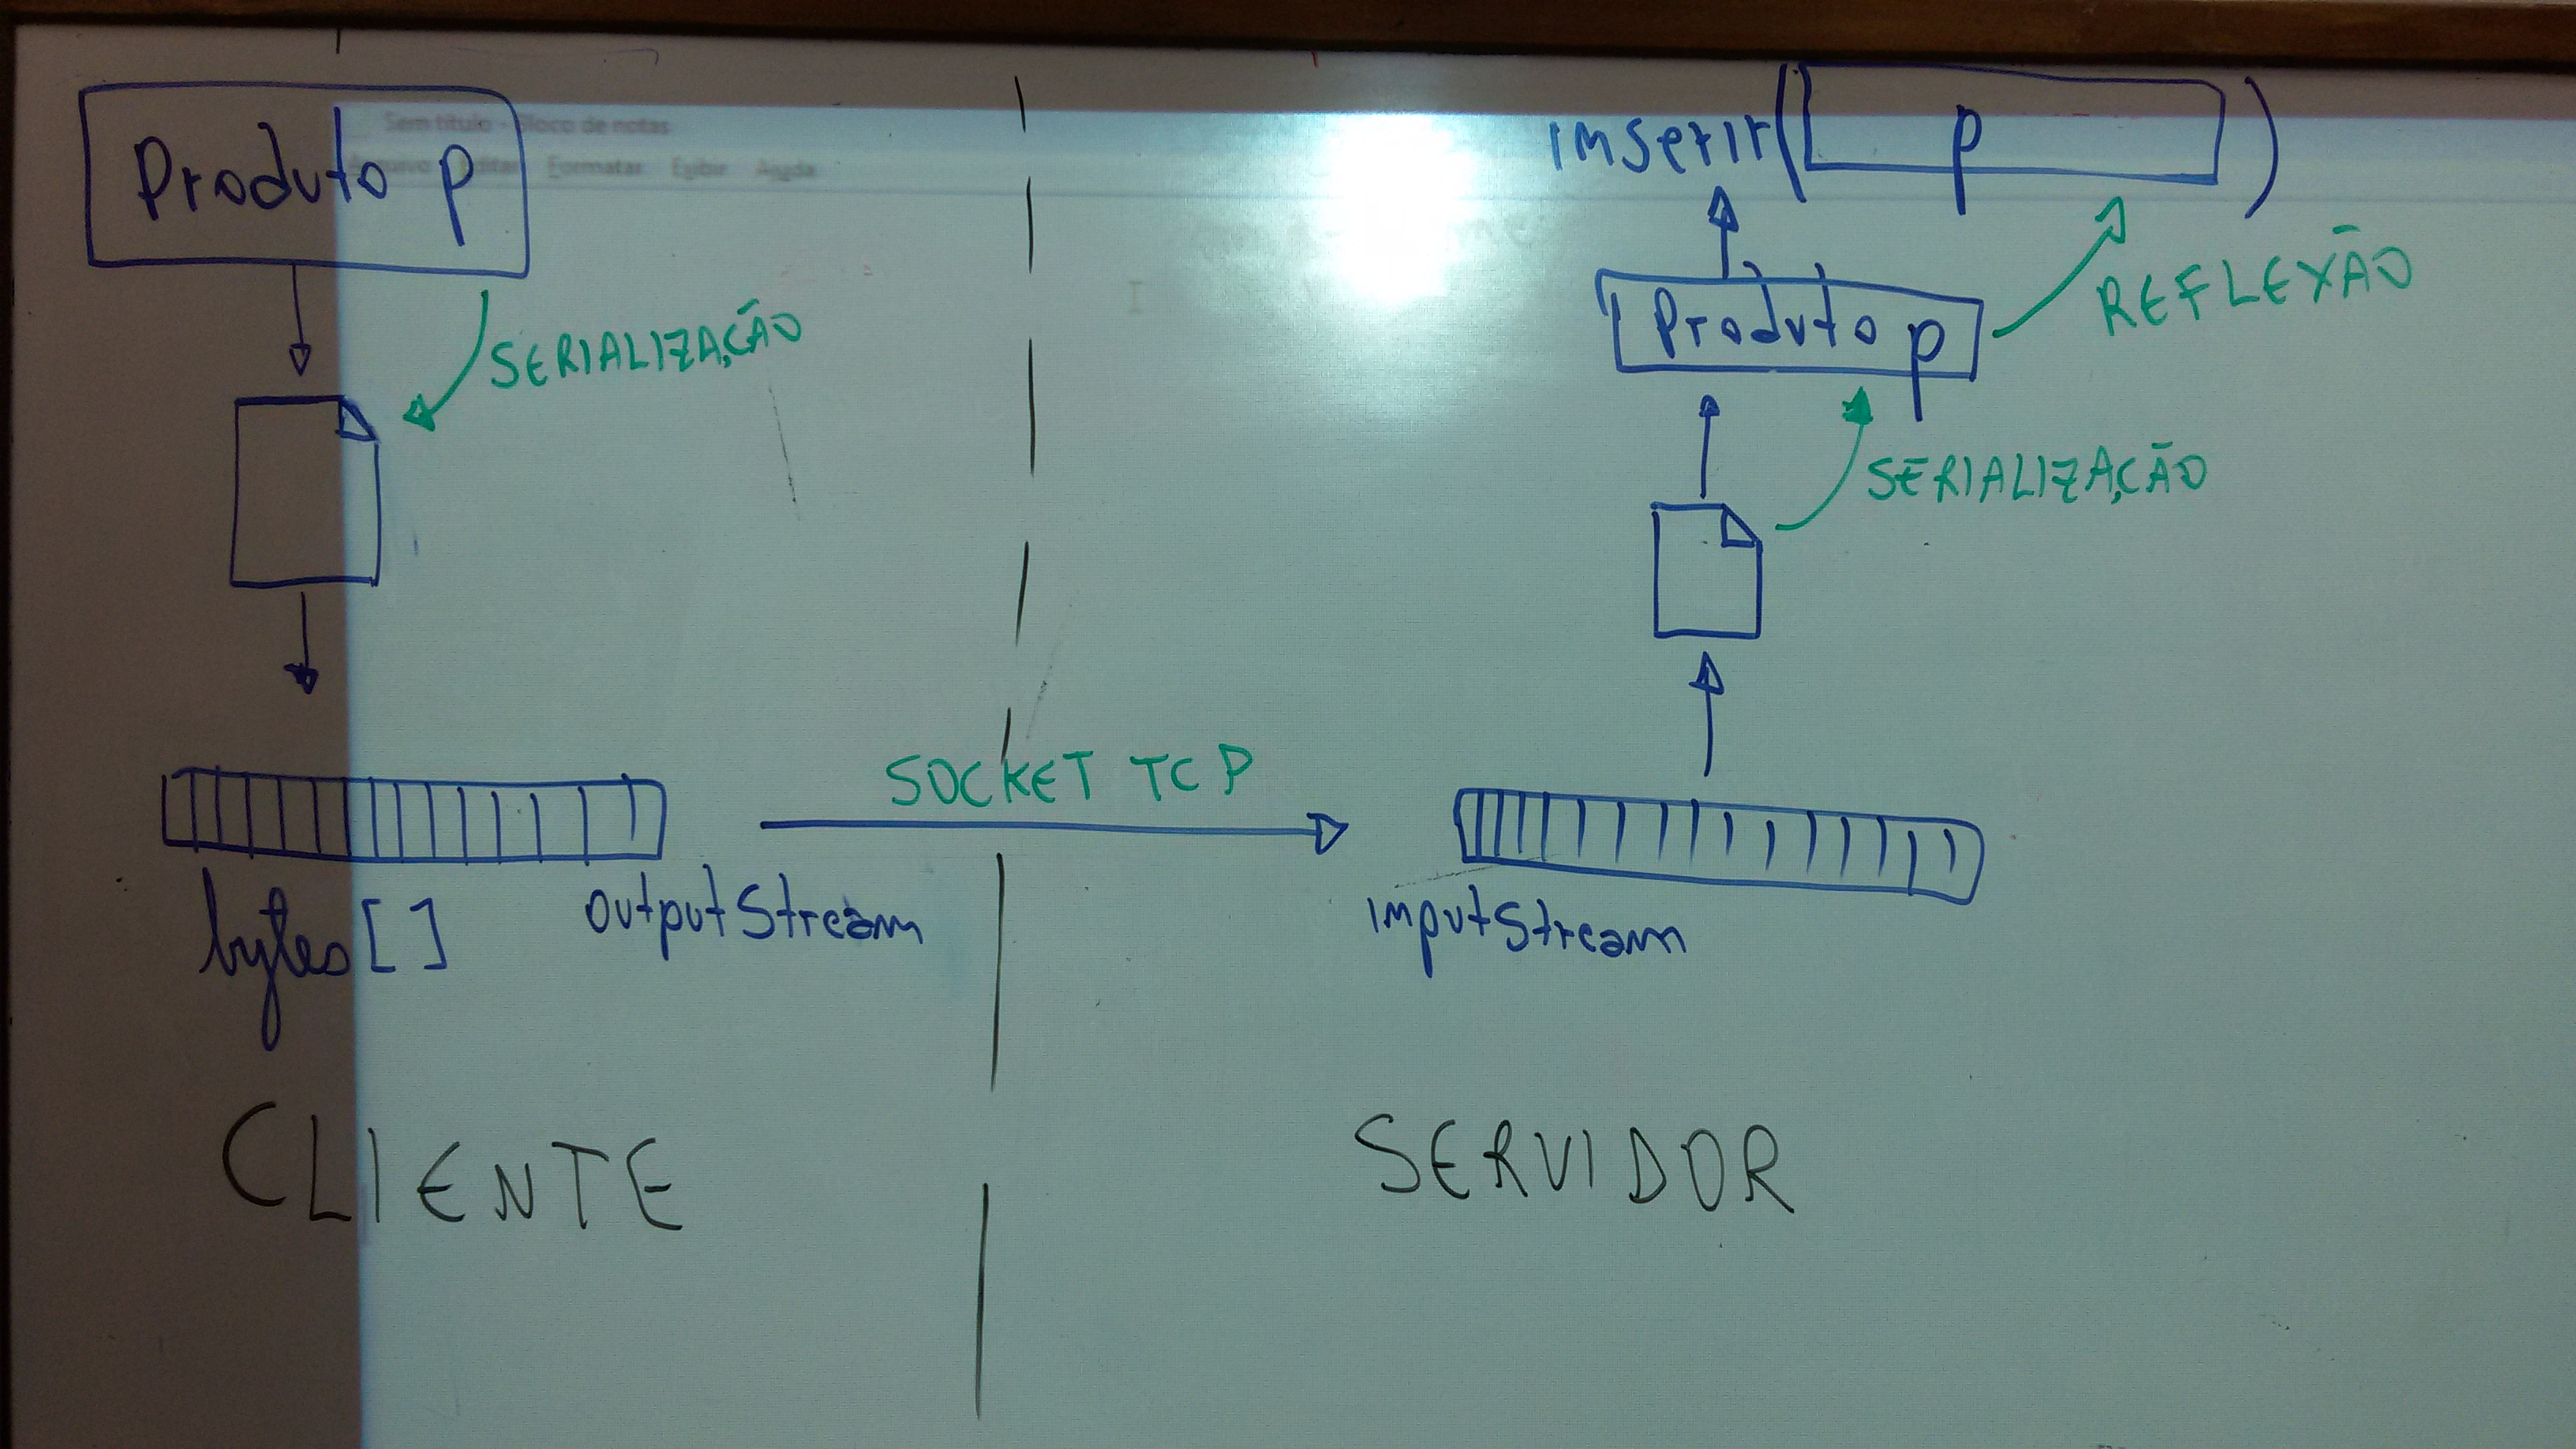 Produto p
SERIALIZAÇÃO
bytes[]
OutputStream
SOCKET TCP
inserir( p )
REFLEXÃO
Produto p
SERIALIZAÇÃO
inputStream
CLIENTE
SERVIDOR
Sem título - Bloco de notas
Editar Formatar Exibir Ajuda